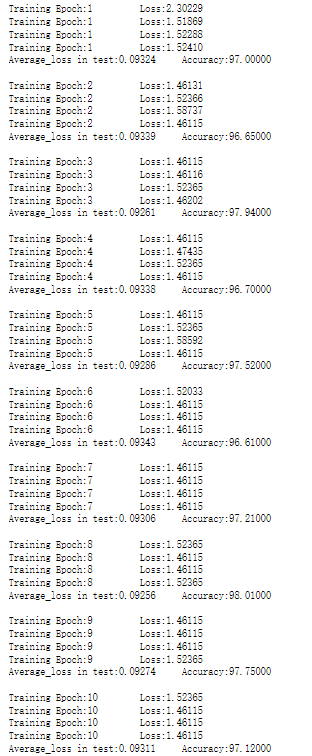 Training Epoch:1 Loss:2.30229
Training Epoch:1 Loss:1.51869
Training Epoch:1 Loss:1.52288
Training Epoch:1 Loss:1.52410
Average_loss in test:0.09324 Accuracy:97.00000
Training Epoch:2 Loss:1.46131
Training Epoch:2 Loss:1.52366
Training Epoch:2 Loss:1.58737
Training Epoch:2 Loss:1.46115
Average_loss in test:0.09339 Accuracy:96.65000
Training Epoch:3 Loss:1.46115
Training Epoch:3 Loss:1.46116
Training Epoch:3 Loss:1.52365
Training Epoch:3 Loss:1.46202
Average_loss in test:0.09261 Accuracy:97.94000
Training Epoch:4 Loss:1.46115
Training Epoch:4 Loss:1.47435
Training Epoch:4 Loss:1.52365
Training Epoch:4 Loss:1.46115
Average_loss in test:0.09338 Accuracy:96.70000
Training Epoch:5 Loss:1.46115
Training Epoch:5 Loss:1.52365
Training Epoch:5 Loss:1.58592
Training Epoch:5 Loss:1.46115
Average_loss in test:0.09286 Accuracy:97.52000
Training Epoch:6 Loss:1.52033
Training Epoch:6 Loss:1.46115
Training Epoch:6 Loss:1.46115
Training Epoch:6 Loss:1.46115
Average_loss in test:0.09343 Accuracy:96.61000
Training Epoch:7 Loss:1.46115
Training Epoch:7 Loss:1.46115
Training Epoch:7 Loss:1.46115
Training Epoch:7 Loss:1.46115
Average_loss in test:0.09306 Accuracy:97.21000
Training Epoch:8 Loss:1.52365
Training Epoch:8 Loss:1.46115
Training Epoch:8 Loss:1.46115
Training Epoch:8 Loss:1.52365
Average_loss in test:0.09256 Accuracy:98.01000
Training Epoch:9 Loss:1.46115
Training Epoch:9 Loss:1.46115
Training Epoch:9 Loss:1.46115
Training Epoch:9 Loss:1.52365
Average_loss in test:0.09274 Accuracy:97.75000
Training Epoch:10 Loss:1.52365
Training Epoch:10 Loss:1.46115
Training Epoch:10 Loss:1.46115
Training Epoch:10 Loss:1.46115
Average_loss in test:0.09311 Accuracy:97.12000